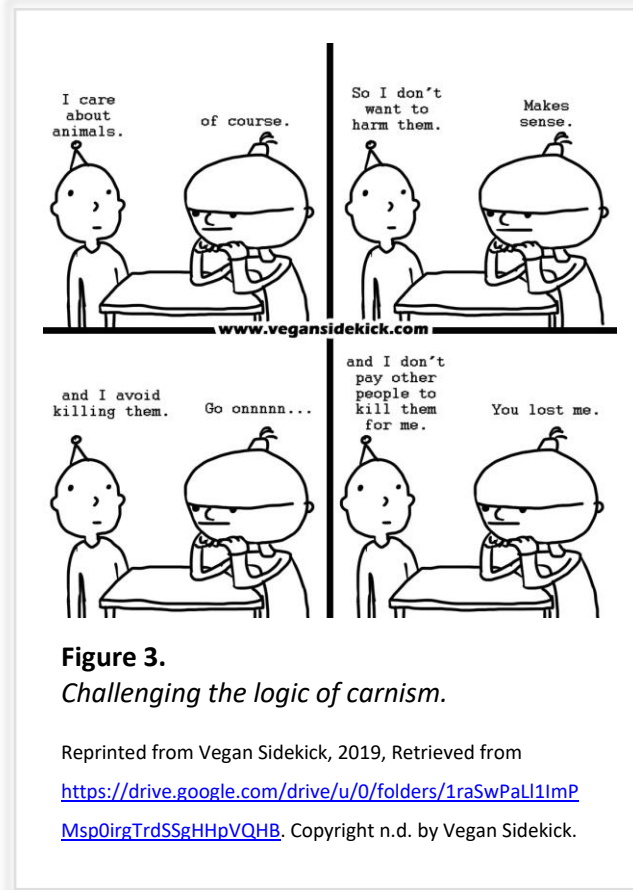 I care
about
animals.
of course.
So I don't
want to
harm them.
Makes
sense.
www.vegansidekick.com
and I avoid
killing them.
Go onnnnn...
and I don't
pay other
people to
kill them
for me.
You lost me.
Figure 3.
Challenging the logic of carnism.
Reprinted from Vegan Sidekick, 2019, Retrieved from
https://drive.google.com/drive/u/0/folders/1raSwPaLl1ImP
Msp0irgTrdSSgHHpVQHB. Copyright n.d. by Vegan Sidekick.